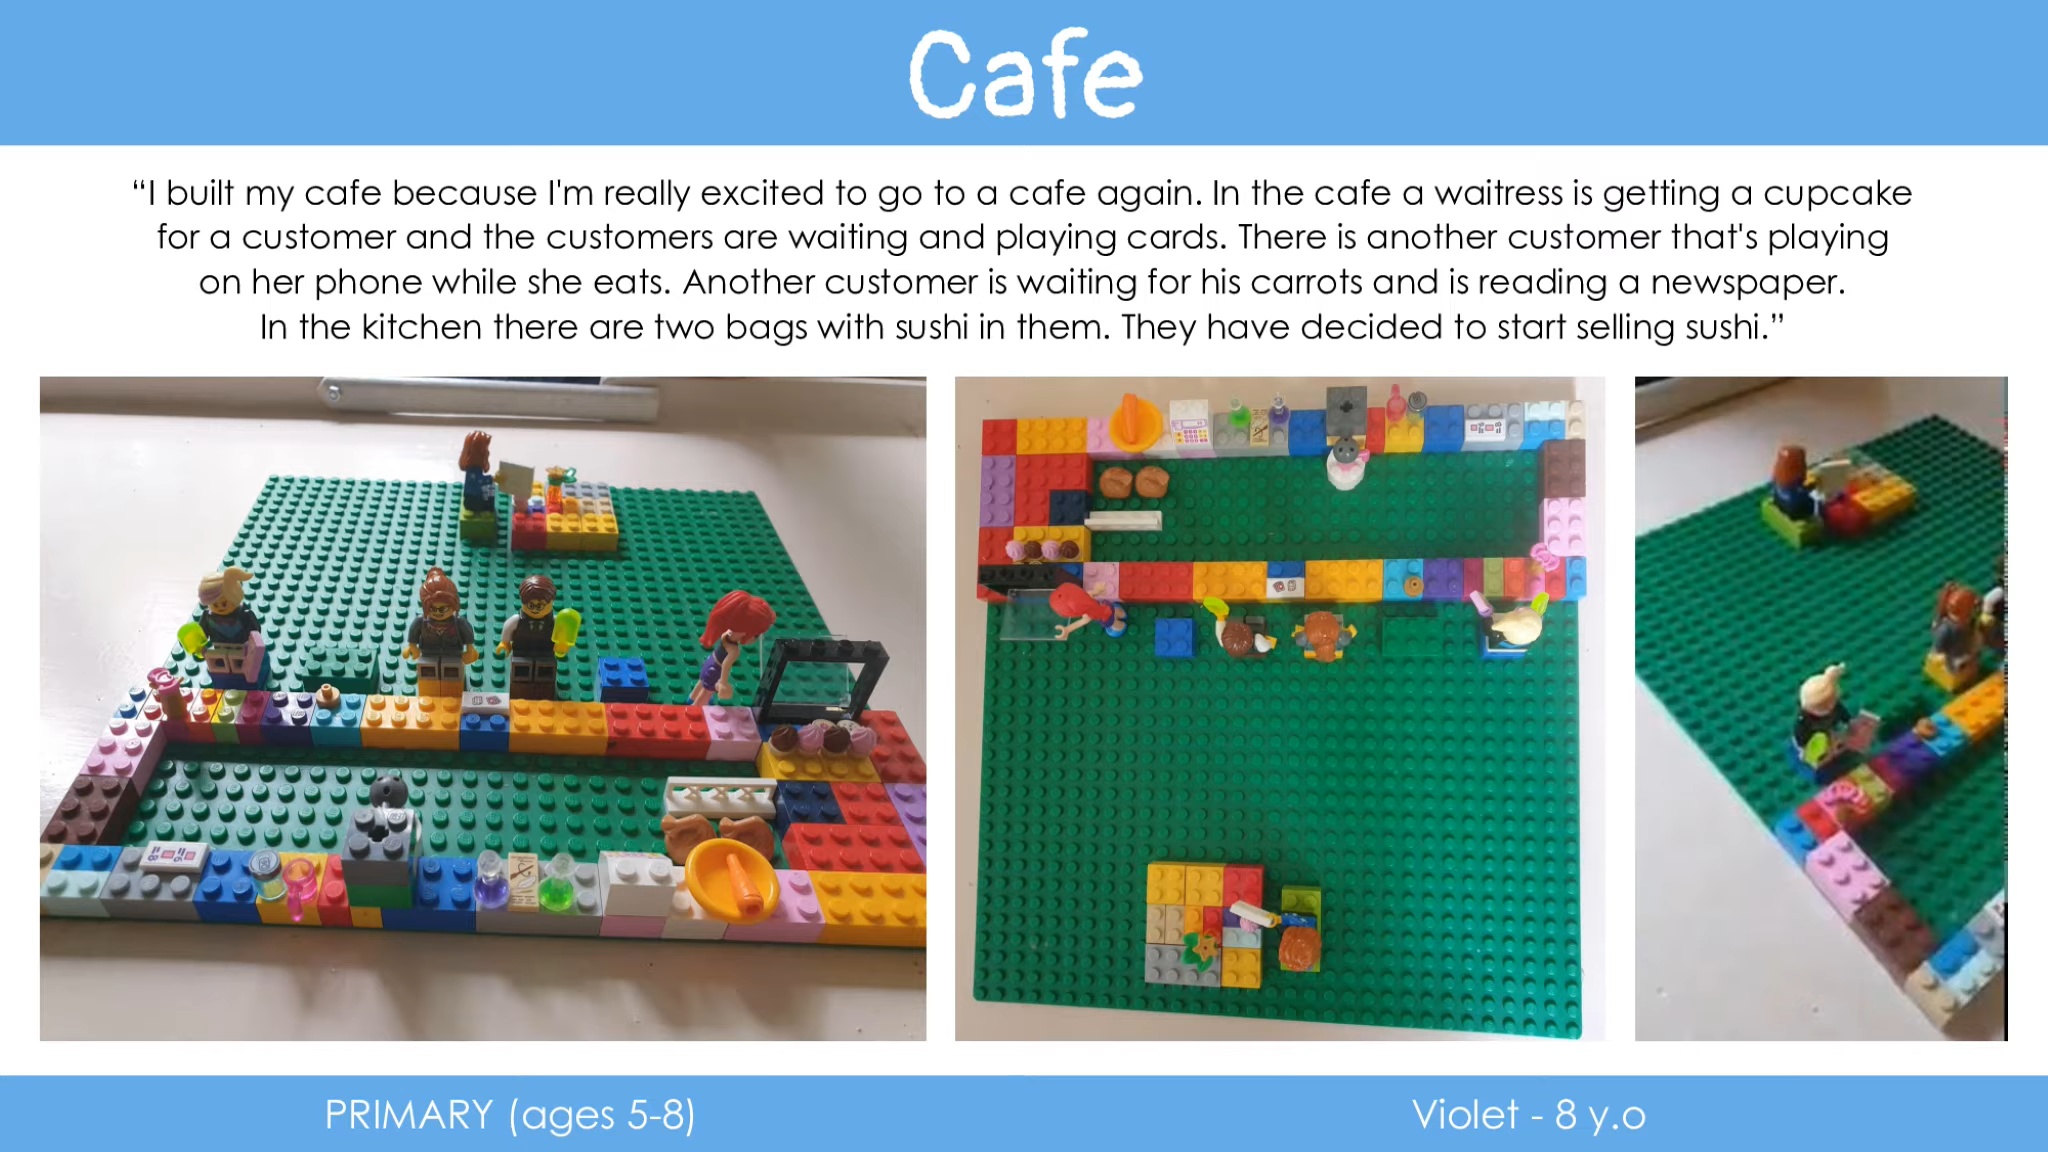 Cafe
“I built my cafe because I'm really excited to go to a cafe again. In the cafe a waitress is getting a cupcake
for a customer and the customers are waiting and playing cards. There is another customer that's playing
on her phone while she eats. Another customer is waiting for his carrots and is reading a newspaper.
In the kitchen there are two bags with sushi in them. They have decided to start selling sushi.”
PRIMARY (ages 5-8)
Violet - 8 y.o